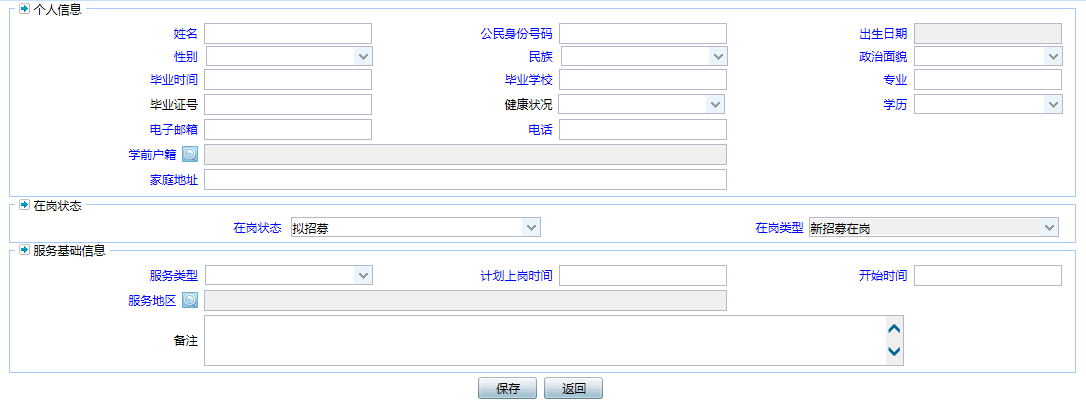 个人信息
姓名 公民身份号码 出生日期
性别 民族 政治面貌
毕业时间 毕业学校 专业
毕业证号 健康状况 学历
电子邮箱 电话
学前户籍
家庭地址
在岗状态
在岗状态 拟招募 在岗类型 新招募在岗
服务基础信息
服务类型 计划上岗时间 开始时间
服务地区
备注
保存 返回